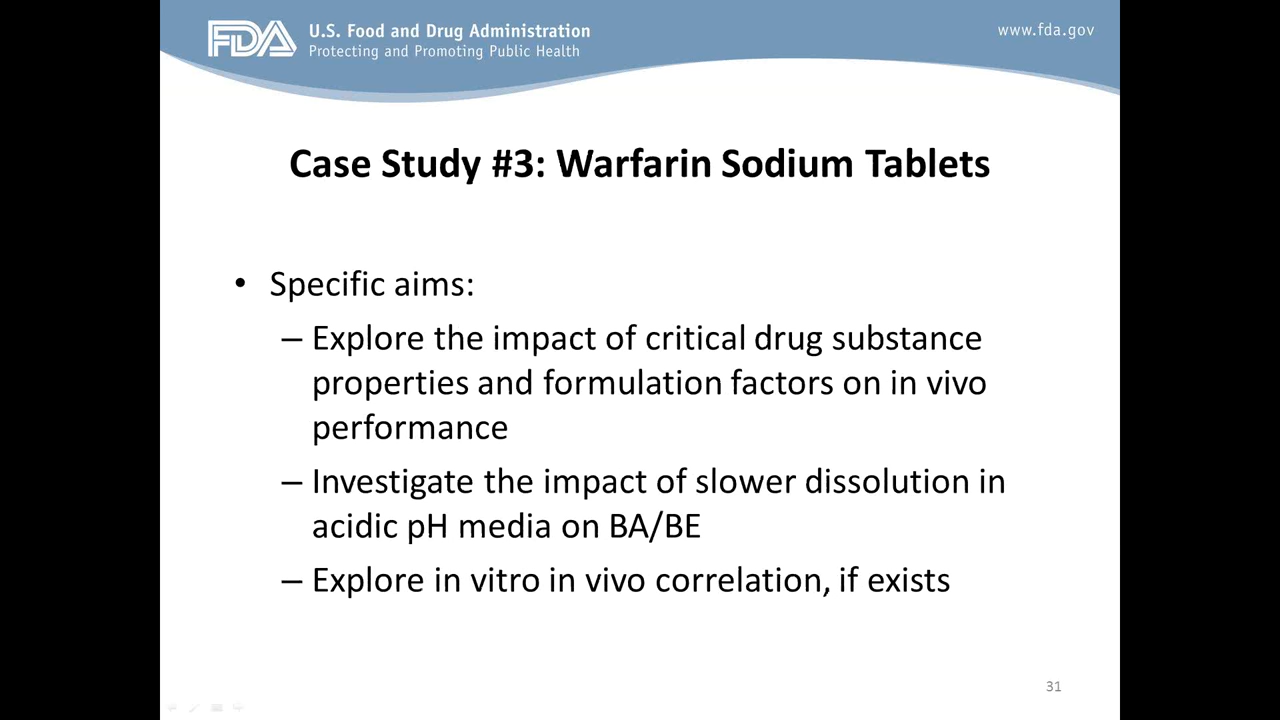 FDA
U.S. Food and Drug Administration
Protecting and Promoting Public Health
www.fda.gov
Case Study #3: Warfarin Sodium Tablets
• Specific aims:
– Explore the impact of critical drug substance
properties and formulation factors on in vivo
performance
– Investigate the impact of slower dissolution in
acidic pH media on BA/BE
– Explore in vitro in vivo correlation, if exists
31